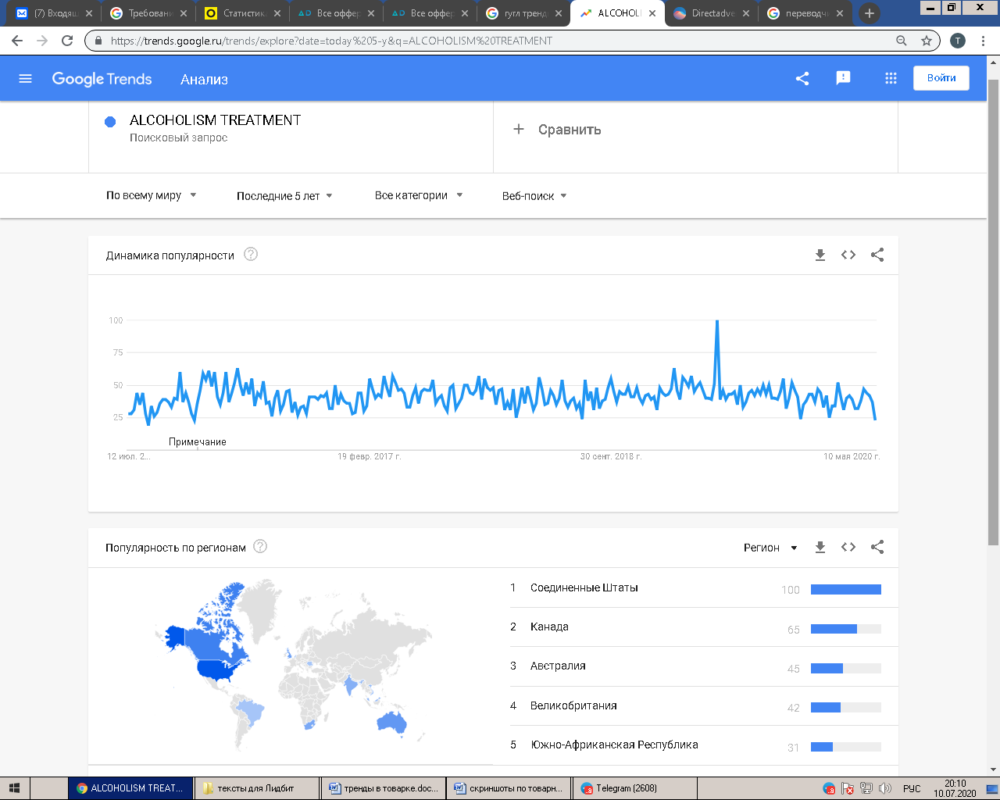 (7) Входящ
Требовани
Статистик
Все оффер
Все оффер
гугл тренд
ALCOHOLI
Directadve
переводчи
https://trends.google.ru/trends/explore?date=today%205-y&q=ALCOHOLISM%20TREATMENT
T
Google Trends
Анализ
Войти
ALCOHOLISM TREATMENT
Поисковый запрос
+ Сравнить
По всему миру
Последние 5 лет
Все категории
Веб-поиск
Динамика популярности ?
100
75
50
25
Примечание
12 июл. 2...
19 февр. 2017 г.
30 сент. 2018 г.
10 мая 2020 г.
Популярность по регионам ?
Регион
1 Соединенные Штаты 100
2 Канада 65
3 Австралия 45
4 Великобритания 42
5 Южно-Африканская Республика 31
ALCOHOLISM TREAT...
тексты для Лидбит
тренды в товарке.doc...
скриншоты по товарн...
Telegram (2608)
РУС
20:10
10.07.2020